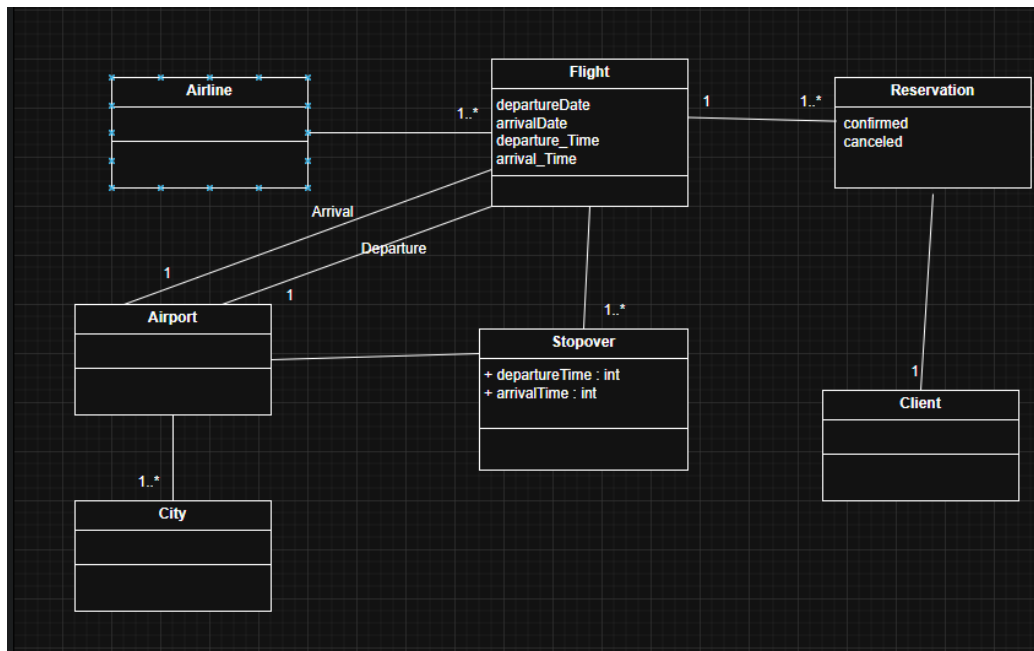 Airline
Flight
departureDate
arrivalDate
departure_Time
arrival_Time
1..*
1
1..*
Reservation
confirmed
canceled
Arrival
Departure
1
1
Airport
1..*
Stopover
+ departureTime : int
+ arrivalTime : int
1
Client
1..*
City